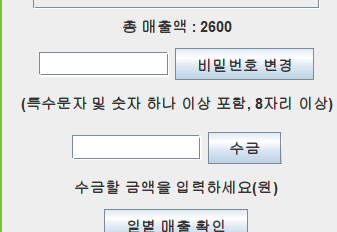 총 매출액 : 2600
비밀번호 변경
(특수문자 및 숫자 하나 이상 포함, 8자리 이상)
수금
수금할 금액을 입력하세요(원)
일별 매출 확인